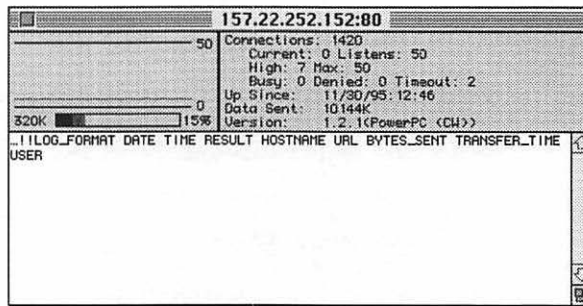 157.22.252.152:80
50
0
320K 15%
Connections: 1420
Current: 0 Listens: 50
High: 7 Max: 50
Busy: 0 Denied: 0 Timeout: 2
Up Since: 11/30/95:12:46
Data Sent: 10144K
Version: 1.2.1(PowerPC (CW))
…!!LOG_FORMAT DATE TIME RESULT HOSTNAME URL BYTES_SENT TRANSFER_TIME
USER